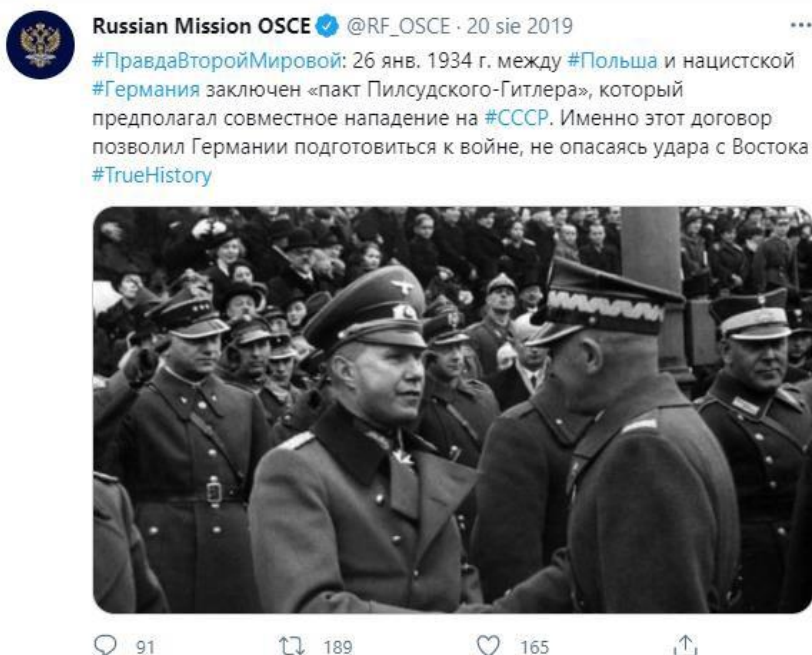 Russian Mission OSCE @RF_OSCE · 20 sie 2019 ...
#ПравдаВторойМировой: 26 янв. 1934 г. между #Польша и нацистской
#Германия заключен «пакт Пилсудского-Гитлера», который
предполагал совместное нападение на #СССР. Именно этот договор
позволил Германии подготовиться к войне, не опасаясь удара с Востока
#TrueHistory
91 189 165